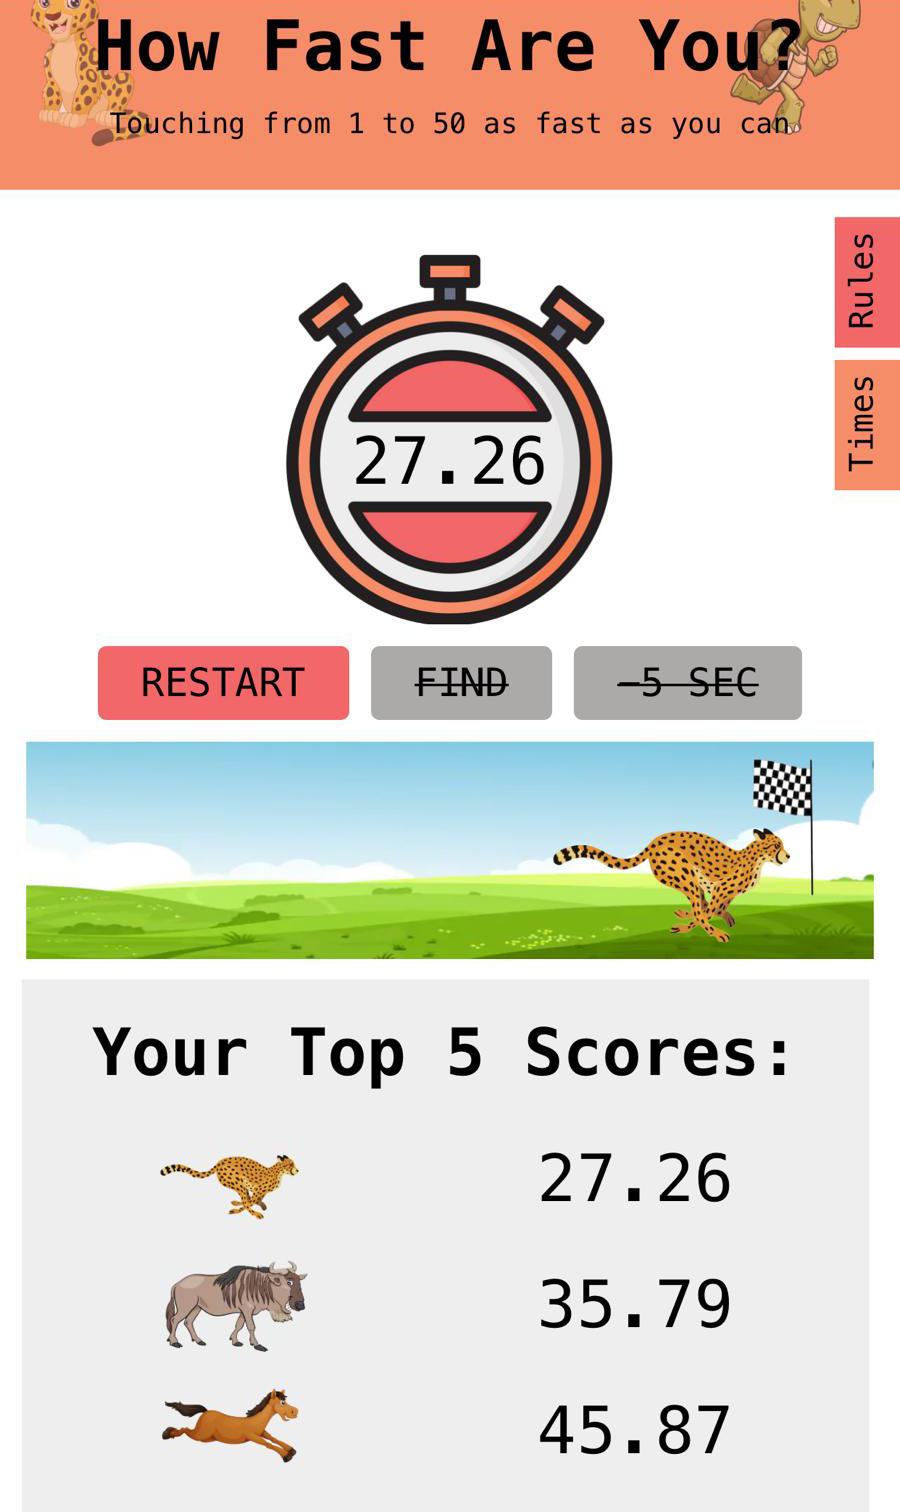 How Fast Are You?
Touching from 1 to 50 as fast as you can
Rules
Times
27.26
RESTART FIND -5 SEC
Your Top 5 Scores:
27.26
35.79
45.87